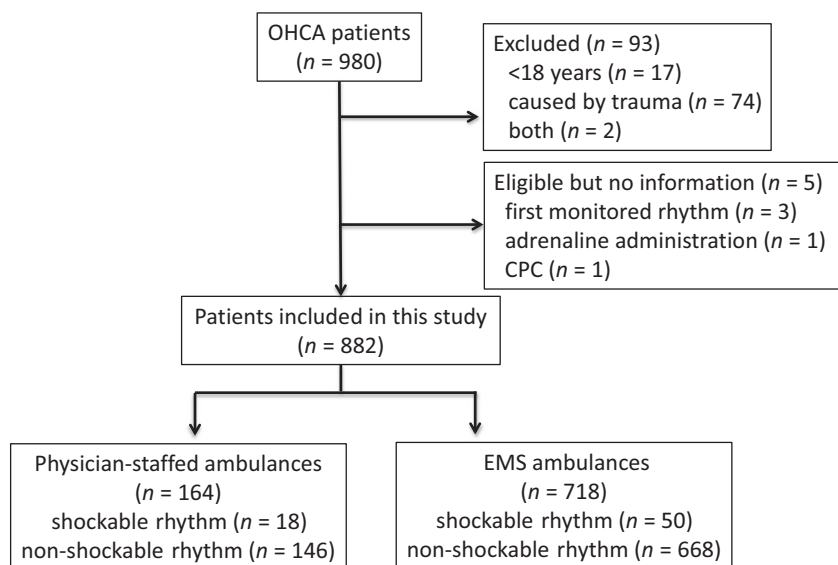 OHCA patients
(n = 980)
Excluded (n = 93)
<18 years (n = 17)
caused by trauma (n = 74)
both (n = 2)
Eligible but no information (n = 5)
first monitored rhythm (n = 3)
adrenaline administration (n = 1)
CPC (n = 1)
Patients included in this study
(n = 882)
Physician-staffed ambulances
(n = 164)
shockable rhythm (n = 18)
non-shockable rhythm (n = 146)
EMS ambulances
(n = 718)
shockable rhythm (n = 50)
non-shockable rhythm (n = 668)